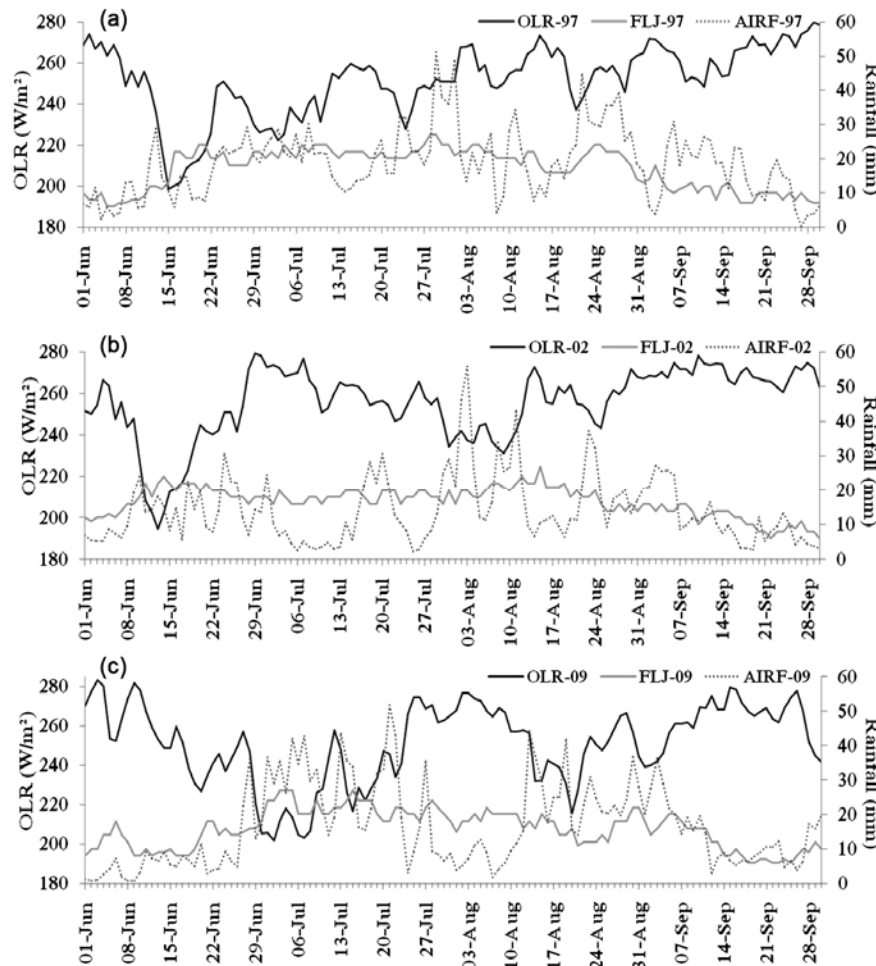 (a)
OLR-97 FLJ-97 AIRF-97
280 260 240 220 200 180
OLR (W/m²)
60 50 40 30 20 10 0
Rainfall (mm)
01-Jun 08-Jun 15-Jun 22-Jun 29-Jun 06-Jul 13-Jul 20-Jul 27-Jul 03-Aug 10-Aug 17-Aug 24-Aug 31-Aug 07-Sep 14-Sep 21-Sep 28-Sep
(b)
OLR-02 FLJ-02 AIRF-02
280 260 240 220 200 180
OLR (W/m²)
60 50 40 30 20 10 0
Rainfall (mm)
01-Jun 08-Jun 15-Jun 22-Jun 29-Jun 06-Jul 13-Jul 20-Jul 27-Jul 03-Aug 10-Aug 17-Aug 24-Aug 31-Aug 07-Sep 14-Sep 21-Sep 28-Sep
(c)
OLR-09 FLJ-09 AIRF-09
280 260 240 220 200 180
OLR (W/m²)
60 50 40 30 20 10 0
Rainfall (mm)
01-Jun 08-Jun 15-Jun 22-Jun 29-Jun 06-Jul 13-Jul 20-Jul 27-Jul 03-Aug 10-Aug 17-Aug 24-Aug 31-Aug 07-Sep 14-Sep 21-Sep 28-Sep